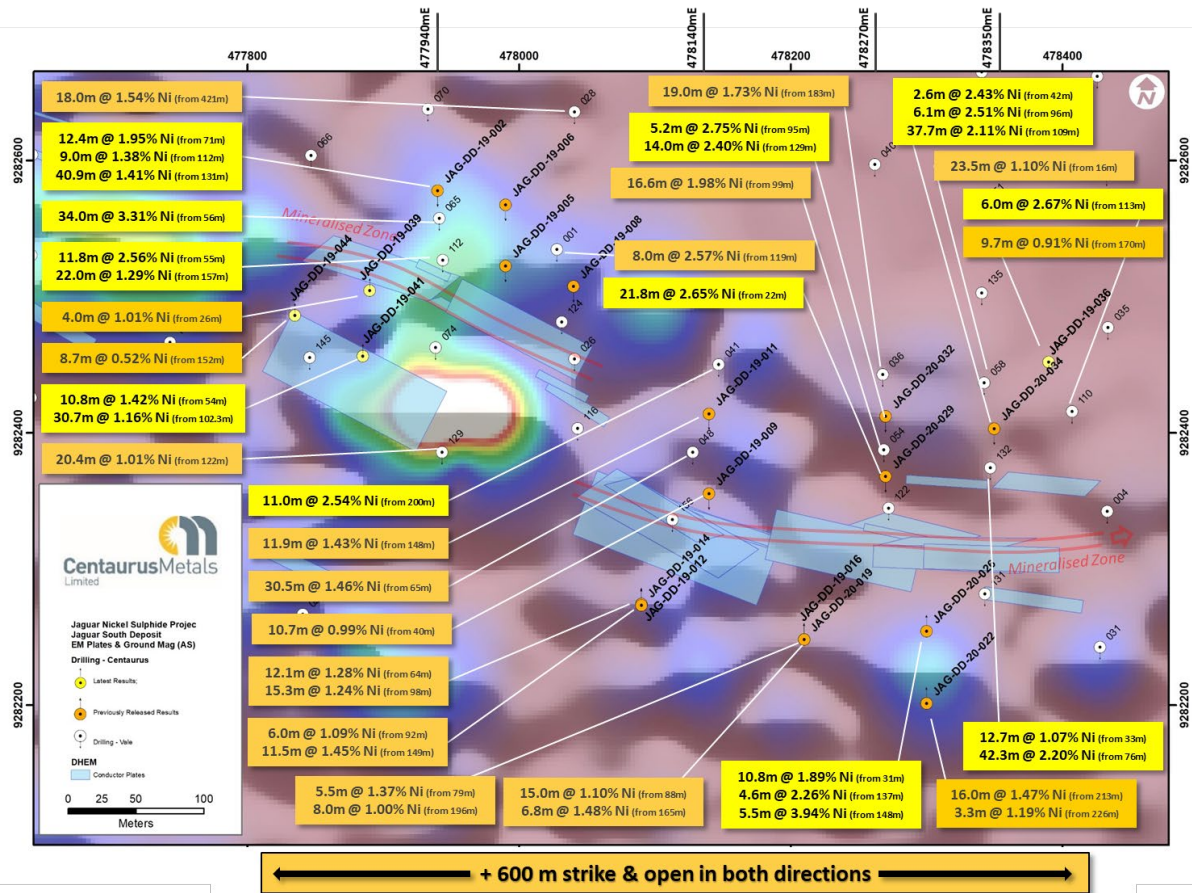 477940mE
478140mE
478270mE
478350mE
477800
478000
478200
478400
9282600
9282400
9282200
9282600
9282400
9282200
N
18.0m @ 1.54% Ni (from 421m)
12.4m @ 1.95% Ni (from 71m)
9.0m @ 1.38% Ni (from 112m)
40.9m @ 1.41% Ni (from 131m)
34.0m @ 3.31% Ni (from 56m)
11.8m @ 2.56% Ni (from 55m)
22.0m @ 1.29% Ni (from 157m)
4.0m @ 1.01% Ni (from 26m)
8.7m @ 0.52% Ni (from 152m)
10.8m @ 1.42% Ni (from 54m)
30.7m @ 1.16% Ni (from 102.3m)
20.4m @ 1.01% Ni (from 122m)
19.0m @ 1.73% Ni (from 183m)
5.2m @ 2.75% Ni (from 95m)
14.0m @ 2.40% Ni (from 129m)
16.6m @ 1.98% Ni (from 99m)
8.0m @ 2.57% Ni (from 119m)
21.8m @ 2.65% Ni (from 22m)
2.6m @ 2.43% Ni (from 42m)
6.1m @ 2.51% Ni (from 96m)
37.7m @ 2.11% Ni (from 109m)
23.5m @ 1.10% Ni (from 16m)
6.0m @ 2.67% Ni (from 113m)
9.7m @ 0.91% Ni (from 170m)
070
028
066
JAG-DD-19-002
JAG-DD-19-006
065
Mineralised Zone
JAG-DD-19-039
JAG-DD-19-044
JAG-DD-19-041
112
JAG-DD-19-005
001
JAG-DD-19-008
124
026
074
145
129
116
041
JAG-DD-19-011
048
JAG-DD-19-009
JAG-DD-19-014
JAG-DD-19-012
036
JAG-DD-20-032
054
JAG-DD-20-029
122
135
058
JAG-DD-19-036
JAG-DD-20-034
035
110
132
004
Mineralised Zone
JAG-DD-19-016
JAG-DD-20-019
JAG-DD-20-022
031
11.0m @ 2.54% Ni (from 200m)
11.9m @ 1.43% Ni (from 148m)
30.5m @ 1.46% Ni (from 65m)
10.7m @ 0.99% Ni (from 40m)
12.1m @ 1.28% Ni (from 64m)
15.3m @ 1.24% Ni (from 98m)
6.0m @ 1.09% Ni (from 92m)
11.5m @ 1.45% Ni (from 149m)
5.5m @ 1.37% Ni (from 79m)
8.0m @ 1.00% Ni (from 196m)
15.0m @ 1.10% Ni (from 88m)
6.8m @ 1.48% Ni (from 165m)
10.8m @ 1.89% Ni (from 31m)
4.6m @ 2.26% Ni (from 137m)
5.5m @ 3.94% Ni (from 148m)
12.7m @ 1.07% Ni (from 33m)
42.3m @ 2.20% Ni (from 76m)
16.0m @ 1.47% Ni (from 213m)
3.3m @ 1.19% Ni (from 226m)
CentaurusMetals
Limited
Jaguar Nickel Sulphide Projec
Jaguar South Deposit
EM Plates & Ground Mag (AS)
Drilling - Centaurus
Latest Results;
Previously Released Results
Drilling - Vale
DHEM
Conductor Plates
0 25 50 100
Meters
+ 600 m strike & open in both directions